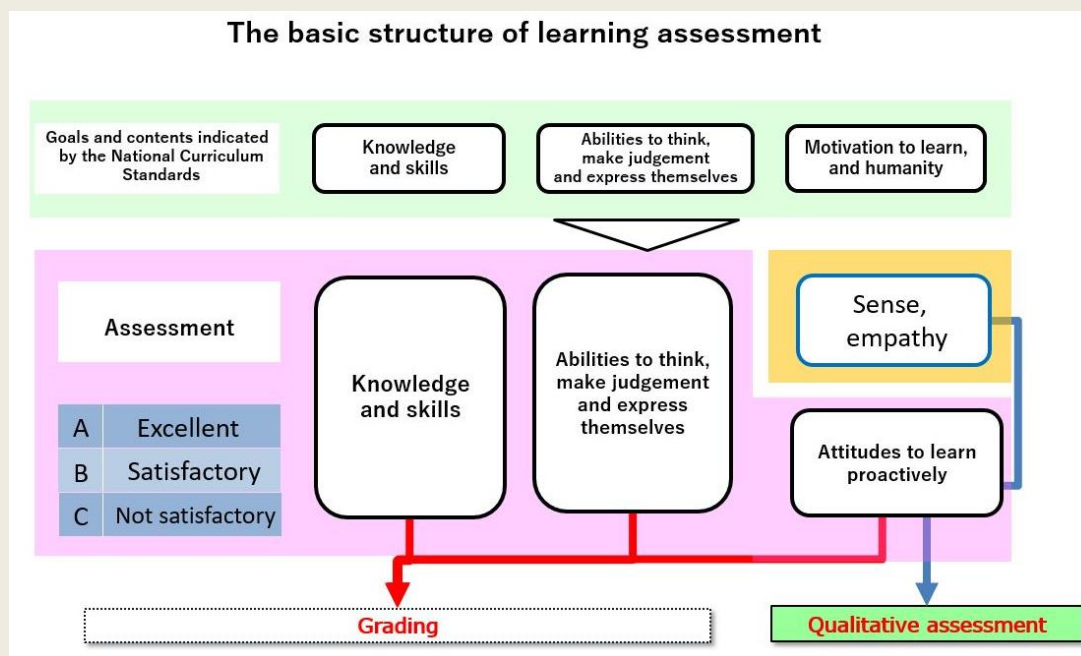 The basic structure of learning assessment
Goals and contents indicated
by the National Curriculum
Standards
Knowledge
and skills
Abilities to think,
make judgement
and express themselves
Motivation to learn,
and humanity
Assessment
A Excellent
B Satisfactory
C Not satisfactory
Knowledge
and skills
Abilities to think,
make judgement
and express
themselves
Sense,
empathy
Attitudes to learn
proactively
Grading
Qualitative assessment